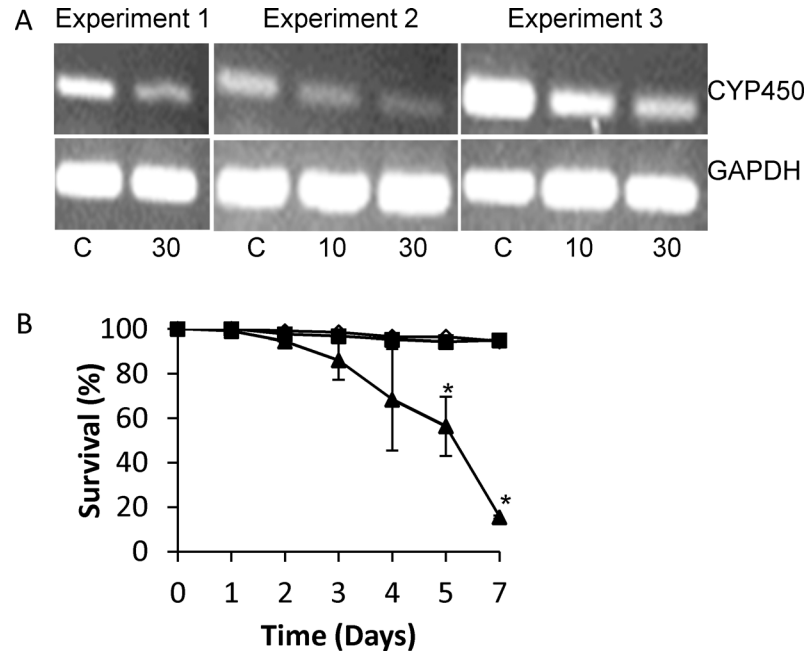 A
Experiment 1 Experiment 2 Experiment 3
CYP450
GAPDH
C 30 C 10 30 C 10 30
B
100
80
60
40
20
0
*
*
Survival (%)
0 1 2 3 4 5 7
Time (Days)